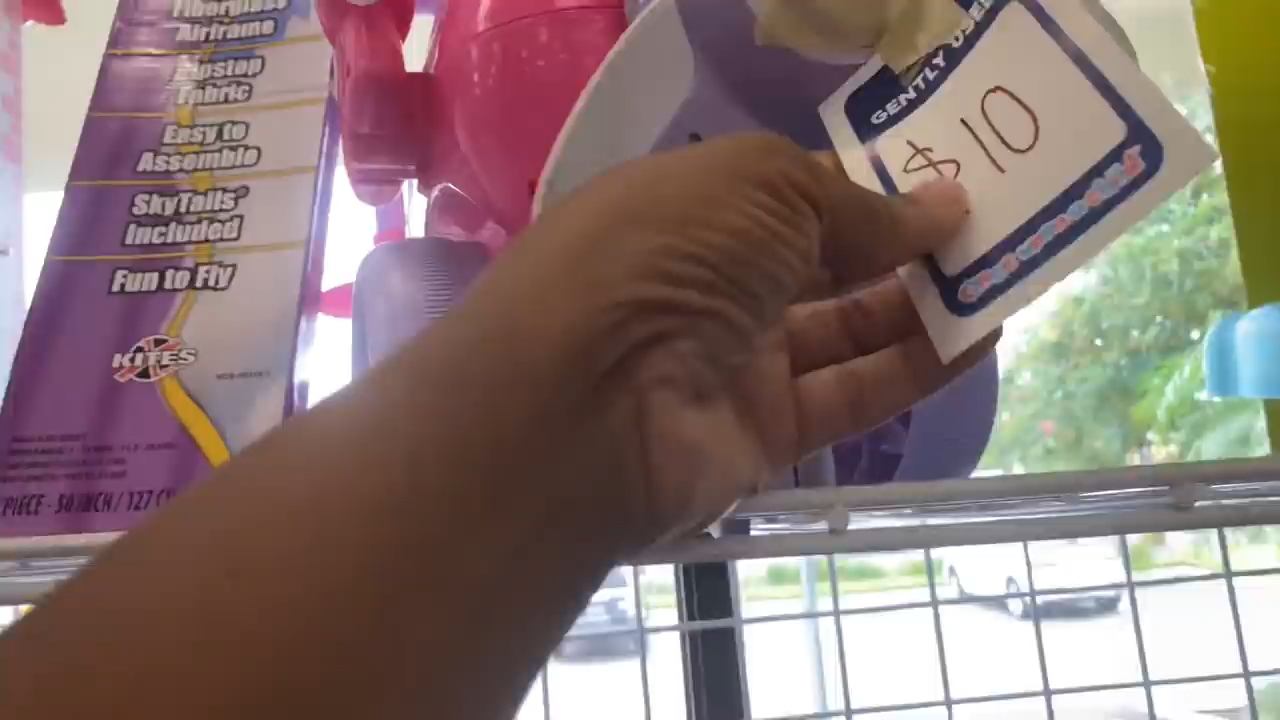 Fiberglass
Airframe
Ripstop
Fabric
Easy to
Assemble
SkyTails®
Included
Fun to Fly
KITES
PIECE - 50 INCH / 127 C
GENTLY USED
$10